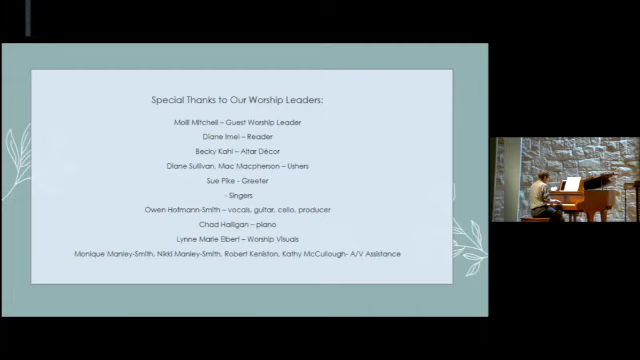 Special Thanks to Our Worship Leaders:
Molli Mitchell – Guest Worship Leader
Diane Imel – Reader
Becky Kahl – Altar Décor
Diane Sullivan, Mac Macpherson – Ushers
Sue Pike – Greeter
- Singers
Owen Hofmann-Smith – vocals, guitar, cello, producer
Chad Halligan – piano
Lynne Marie Elbert – Worship Visuals
Monique Manley-Smith, Nikki Manley-Smith, Robert Keniston, Kathy McCullough- A/V Assistance